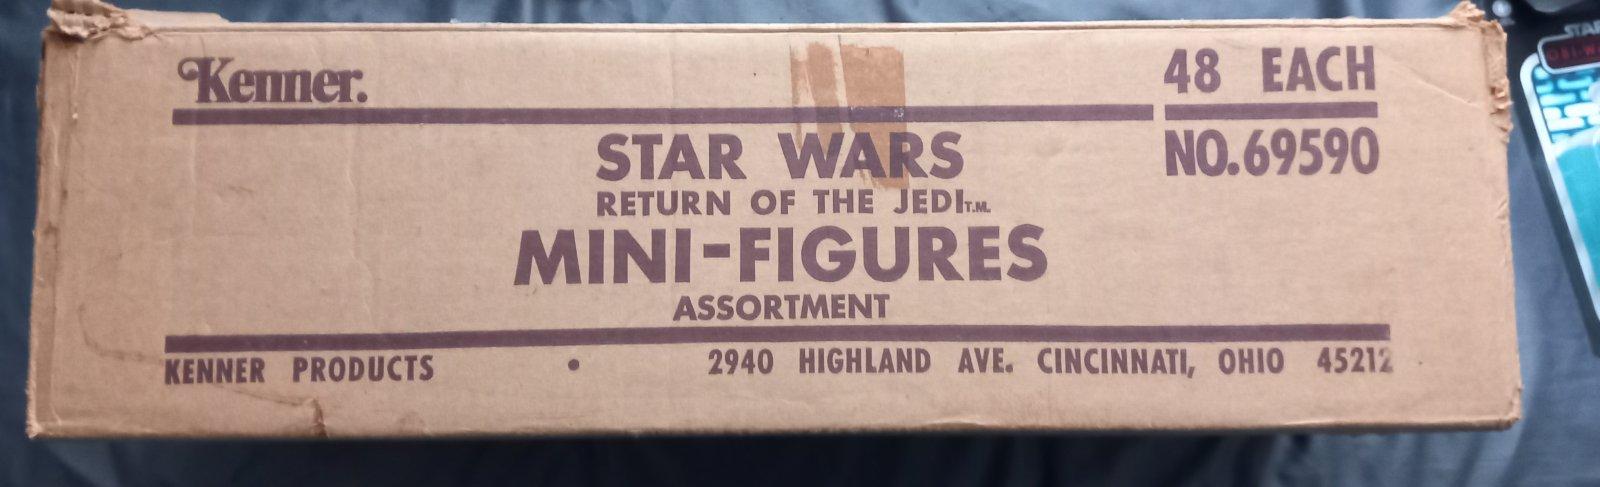 Kenner.
48 EACH
STAR WARS
NO.69590
RETURN OF THE JEDI T.M.
MINI-FIGURES
ASSORTMENT
KENNER PRODUCTS • 2940 HIGHLAND AVE. CINCINNATI, OHIO 45212